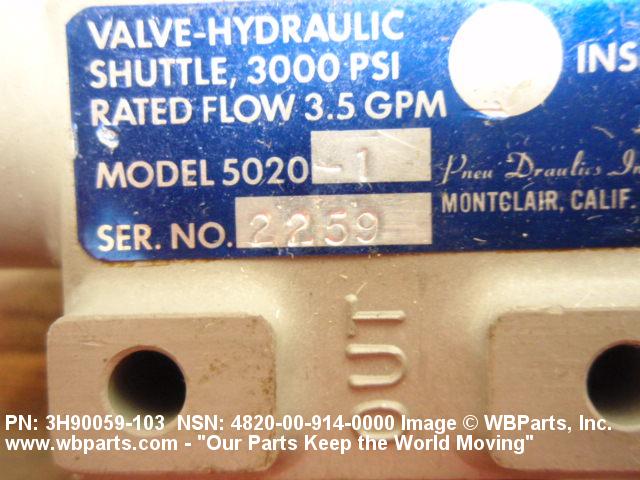 VALVE-HYDRAULIC
SHUTTLE, 3000 PSI
RATED FLOW 3.5 GPM
INS
MODEL 5020-1
Pneu Draulics In
SER. NO. 2259
MONTCLAIR, CALIF.
OUT
PN: 3H90059-103 NSN: 4820-00-914-0000 Image © WBParts, Inc.
www.wbparts.com - "Our Parts Keep the World Moving"